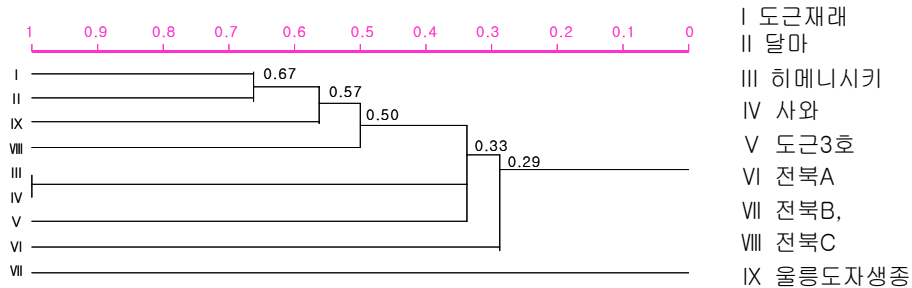 1 0.9 0.8 0.7 0.6 0.5 0.4 0.3 0.2 0.1 0
I
II
IX
VIII
III
IV
V
VI
VII
0.67
0.57
0.50
0.33
0.29
I 도근재래
II 달마
III 히메니시키
IV 사와
V 도근3호
VI 전북A
VII 전북B,
VIII 전북C
IX 울릉도자생종